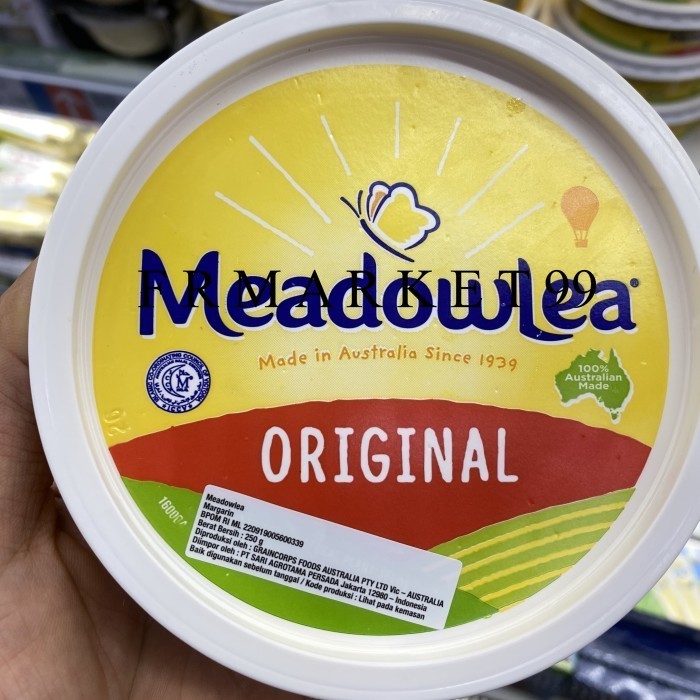 Meadowlea®
FRMARKET 99
Made in Australia Since 1939
100%
Australian
Made
ORIGINAL
Meadowlea
Margarin
BPOM RI ML 220919005600339
Berat Bersih : 250 g
Diproduksi oleh : GRAINCORPS FOODS AUSTRALIA PTY LTD Vic – AUSTRALIA
Diimpor oleh : PT SARI AGROTAMA PERSADA Jakarta 12980 – Indonesia
Baik digunakan sebelum tanggal / Kode produksi : Lihat pada kemasan